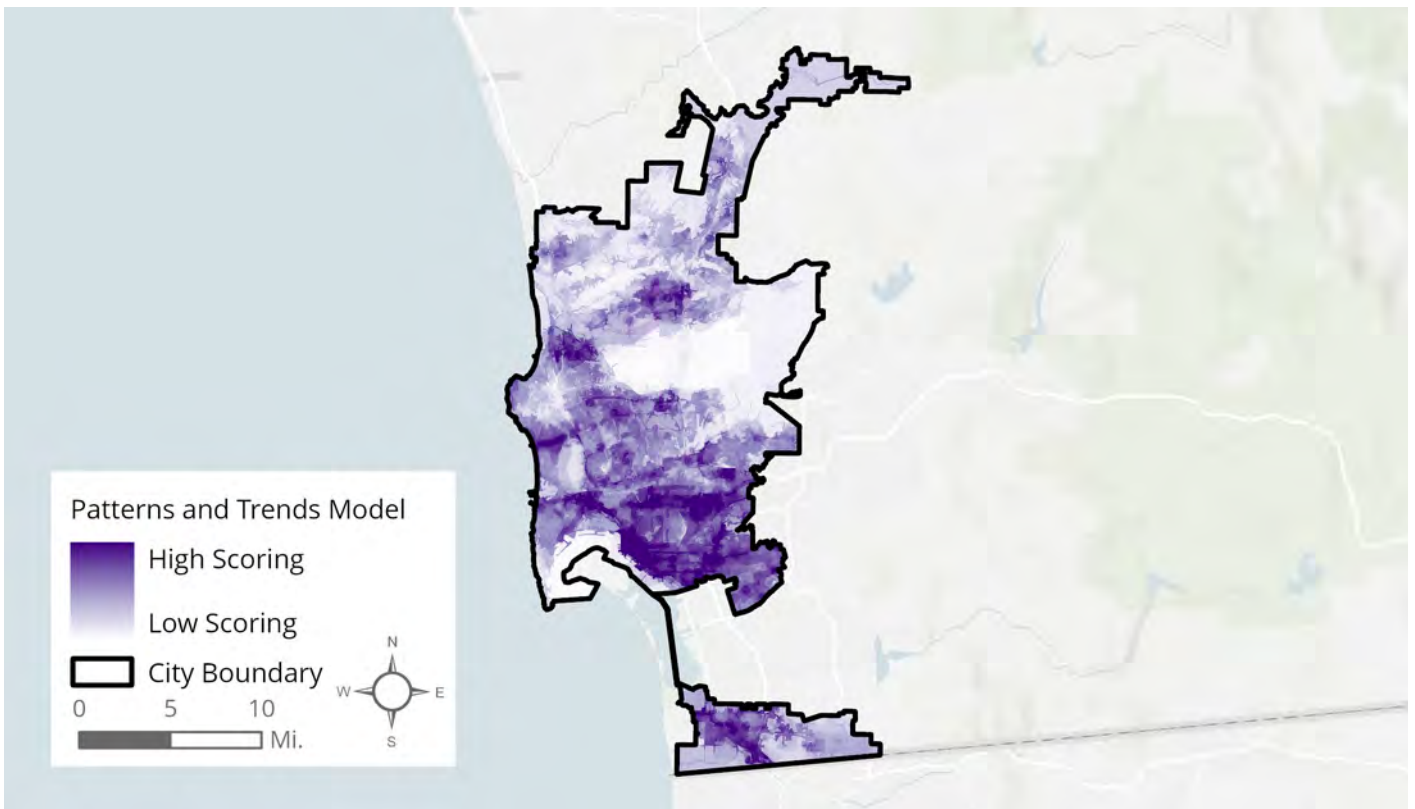 Patterns and Trends Model
High Scoring
Low Scoring
City Boundary
0 5 10
Mi.
N
W E
S